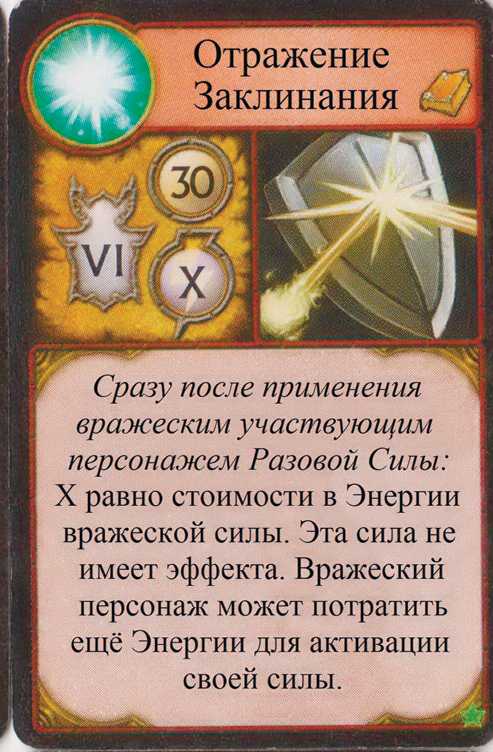 Отражение
Заклинания
30
VI
X
Сразу после применения
вражеским участвующим
персонажем Разовой Силы:
X равно стоимости в Энергии
вражеской силы. Эта сила не
имеет эффекта. Вражеский
персонаж может потратить
ещё Энергии для активации
своей силы.